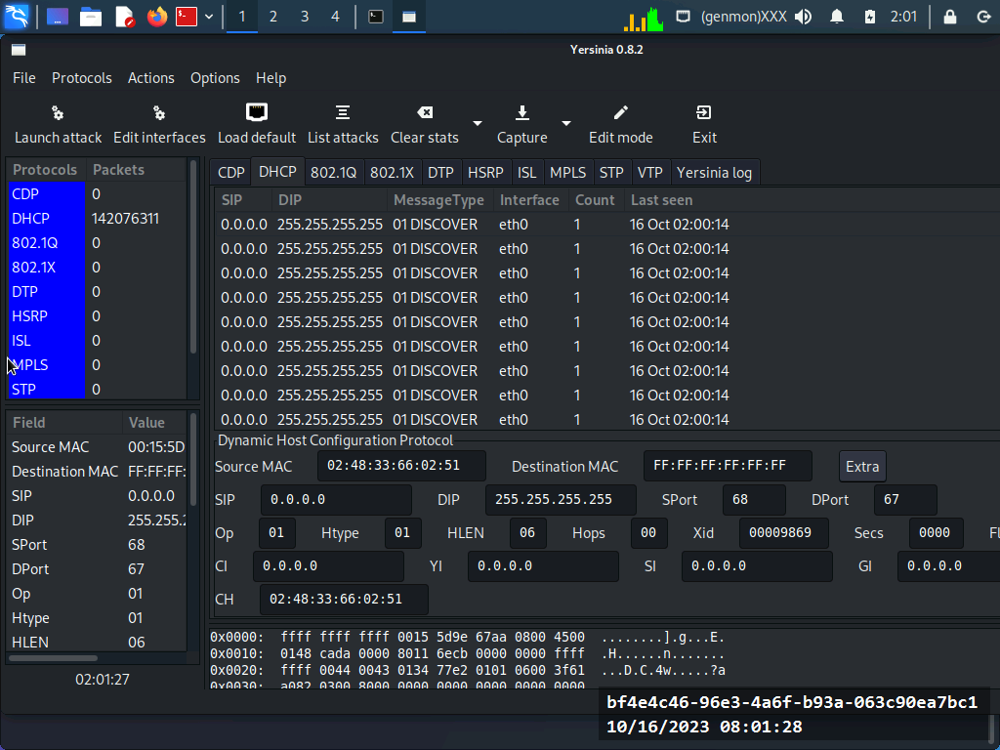 1 2 3 4 (genmon)XXX 2:01
Yersinia 0.8.2
File Protocols Actions Options Help
Launch attack Edit interfaces Load default List attacks Clear stats Capture Edit mode Exit
Protocols Packets
CDP 0
DHCP 142076311
802.1Q 0
802.1X 0
DTP 0
HSRP 0
ISL 0
MPLS 0
STP 0
Field Value
Source MAC 00:15:5D
Destination MAC FF:FF:FF:
SIP 0.0.0.0
DIP 255.255.2
SPort 68
DPort 67
Op 01
Htype 01
HLEN 06
02:01:27
CDP DHCP 802.1Q 802.1X DTP HSRP ISL MPLS STP VTP Yersinia log
SIP DIP MessageType Interface Count Last seen
0.0.0.0 255.255.255.255 01 DISCOVER eth0 1 16 Oct 02:00:14
0.0.0.0 255.255.255.255 01 DISCOVER eth0 1 16 Oct 02:00:14
0.0.0.0 255.255.255.255 01 DISCOVER eth0 1 16 Oct 02:00:14
0.0.0.0 255.255.255.255 01 DISCOVER eth0 1 16 Oct 02:00:14
0.0.0.0 255.255.255.255 01 DISCOVER eth0 1 16 Oct 02:00:14
0.0.0.0 255.255.255.255 01 DISCOVER eth0 1 16 Oct 02:00:14
0.0.0.0 255.255.255.255 01 DISCOVER eth0 1 16 Oct 02:00:14
0.0.0.0 255.255.255.255 01 DISCOVER eth0 1 16 Oct 02:00:14
0.0.0.0 255.255.255.255 01 DISCOVER eth0 1 16 Oct 02:00:14
Dynamic Host Configuration Protocol
Source MAC 02:48:33:66:02:51 Destination MAC FF:FF:FF:FF:FF:FF Extra
SIP 0.0.0.0 DIP 255.255.255.255 SPort 68 DPort 67
Op 01 Htype 01 HLEN 06 Hops 00 Xid 00009869 Secs 0000 Fl
CI 0.0.0.0 YI 0.0.0.0 SI 0.0.0.0 GI 0.0.0.0
CH 02:48:33:66:02:51
0x0000: ffff ffff ffff 0015 5d9e 67aa 0800 4500 ........].g...E.
0x0010: 0148 cada 0000 8011 6ecb 0000 0000 ffff .H......n.......
0x0020: ffff 0044 0043 0134 77e2 0101 0600 3f61 ...D.C.4w.....?a
0x0030: a082 0300 8000 0000 0000 0000 0000 0000
bf4e4c46-96e3-4a6f-b93a-063c90ea7bc1
10/16/2023 08:01:28